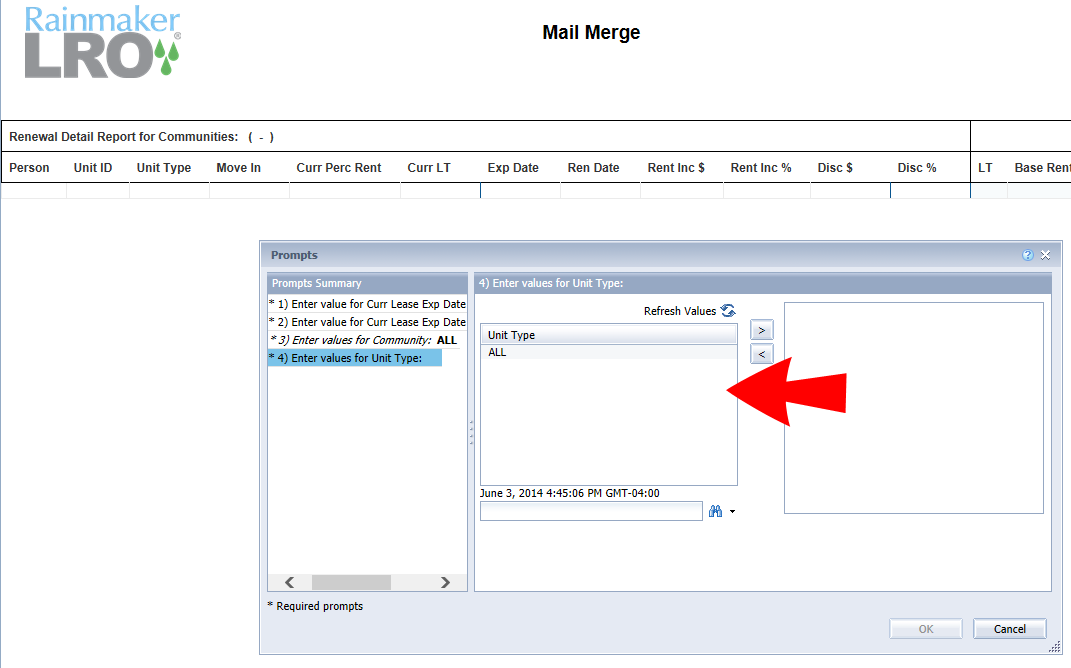 Rainmaker
LRO®
Mail Merge
Renewal Detail Report for Communities: ( - )
Person Unit ID Unit Type Move In Curr Perc Rent Curr LT Exp Date Ren Date Rent Inc $ Rent Inc % Disc $ Disc % LT Base Rent
Prompts
Prompts Summary
* 1) Enter value for Curr Lease Exp Date
* 2) Enter value for Curr Lease Exp Date
* 3) Enter values for Community: ALL
* 4) Enter values for Unit Type:
4) Enter values for Unit Type:
Refresh Values
Unit Type
ALL
>
<
June 3, 2014 4:45:06 PM GMT-04:00
* Required prompts
OK Cancel